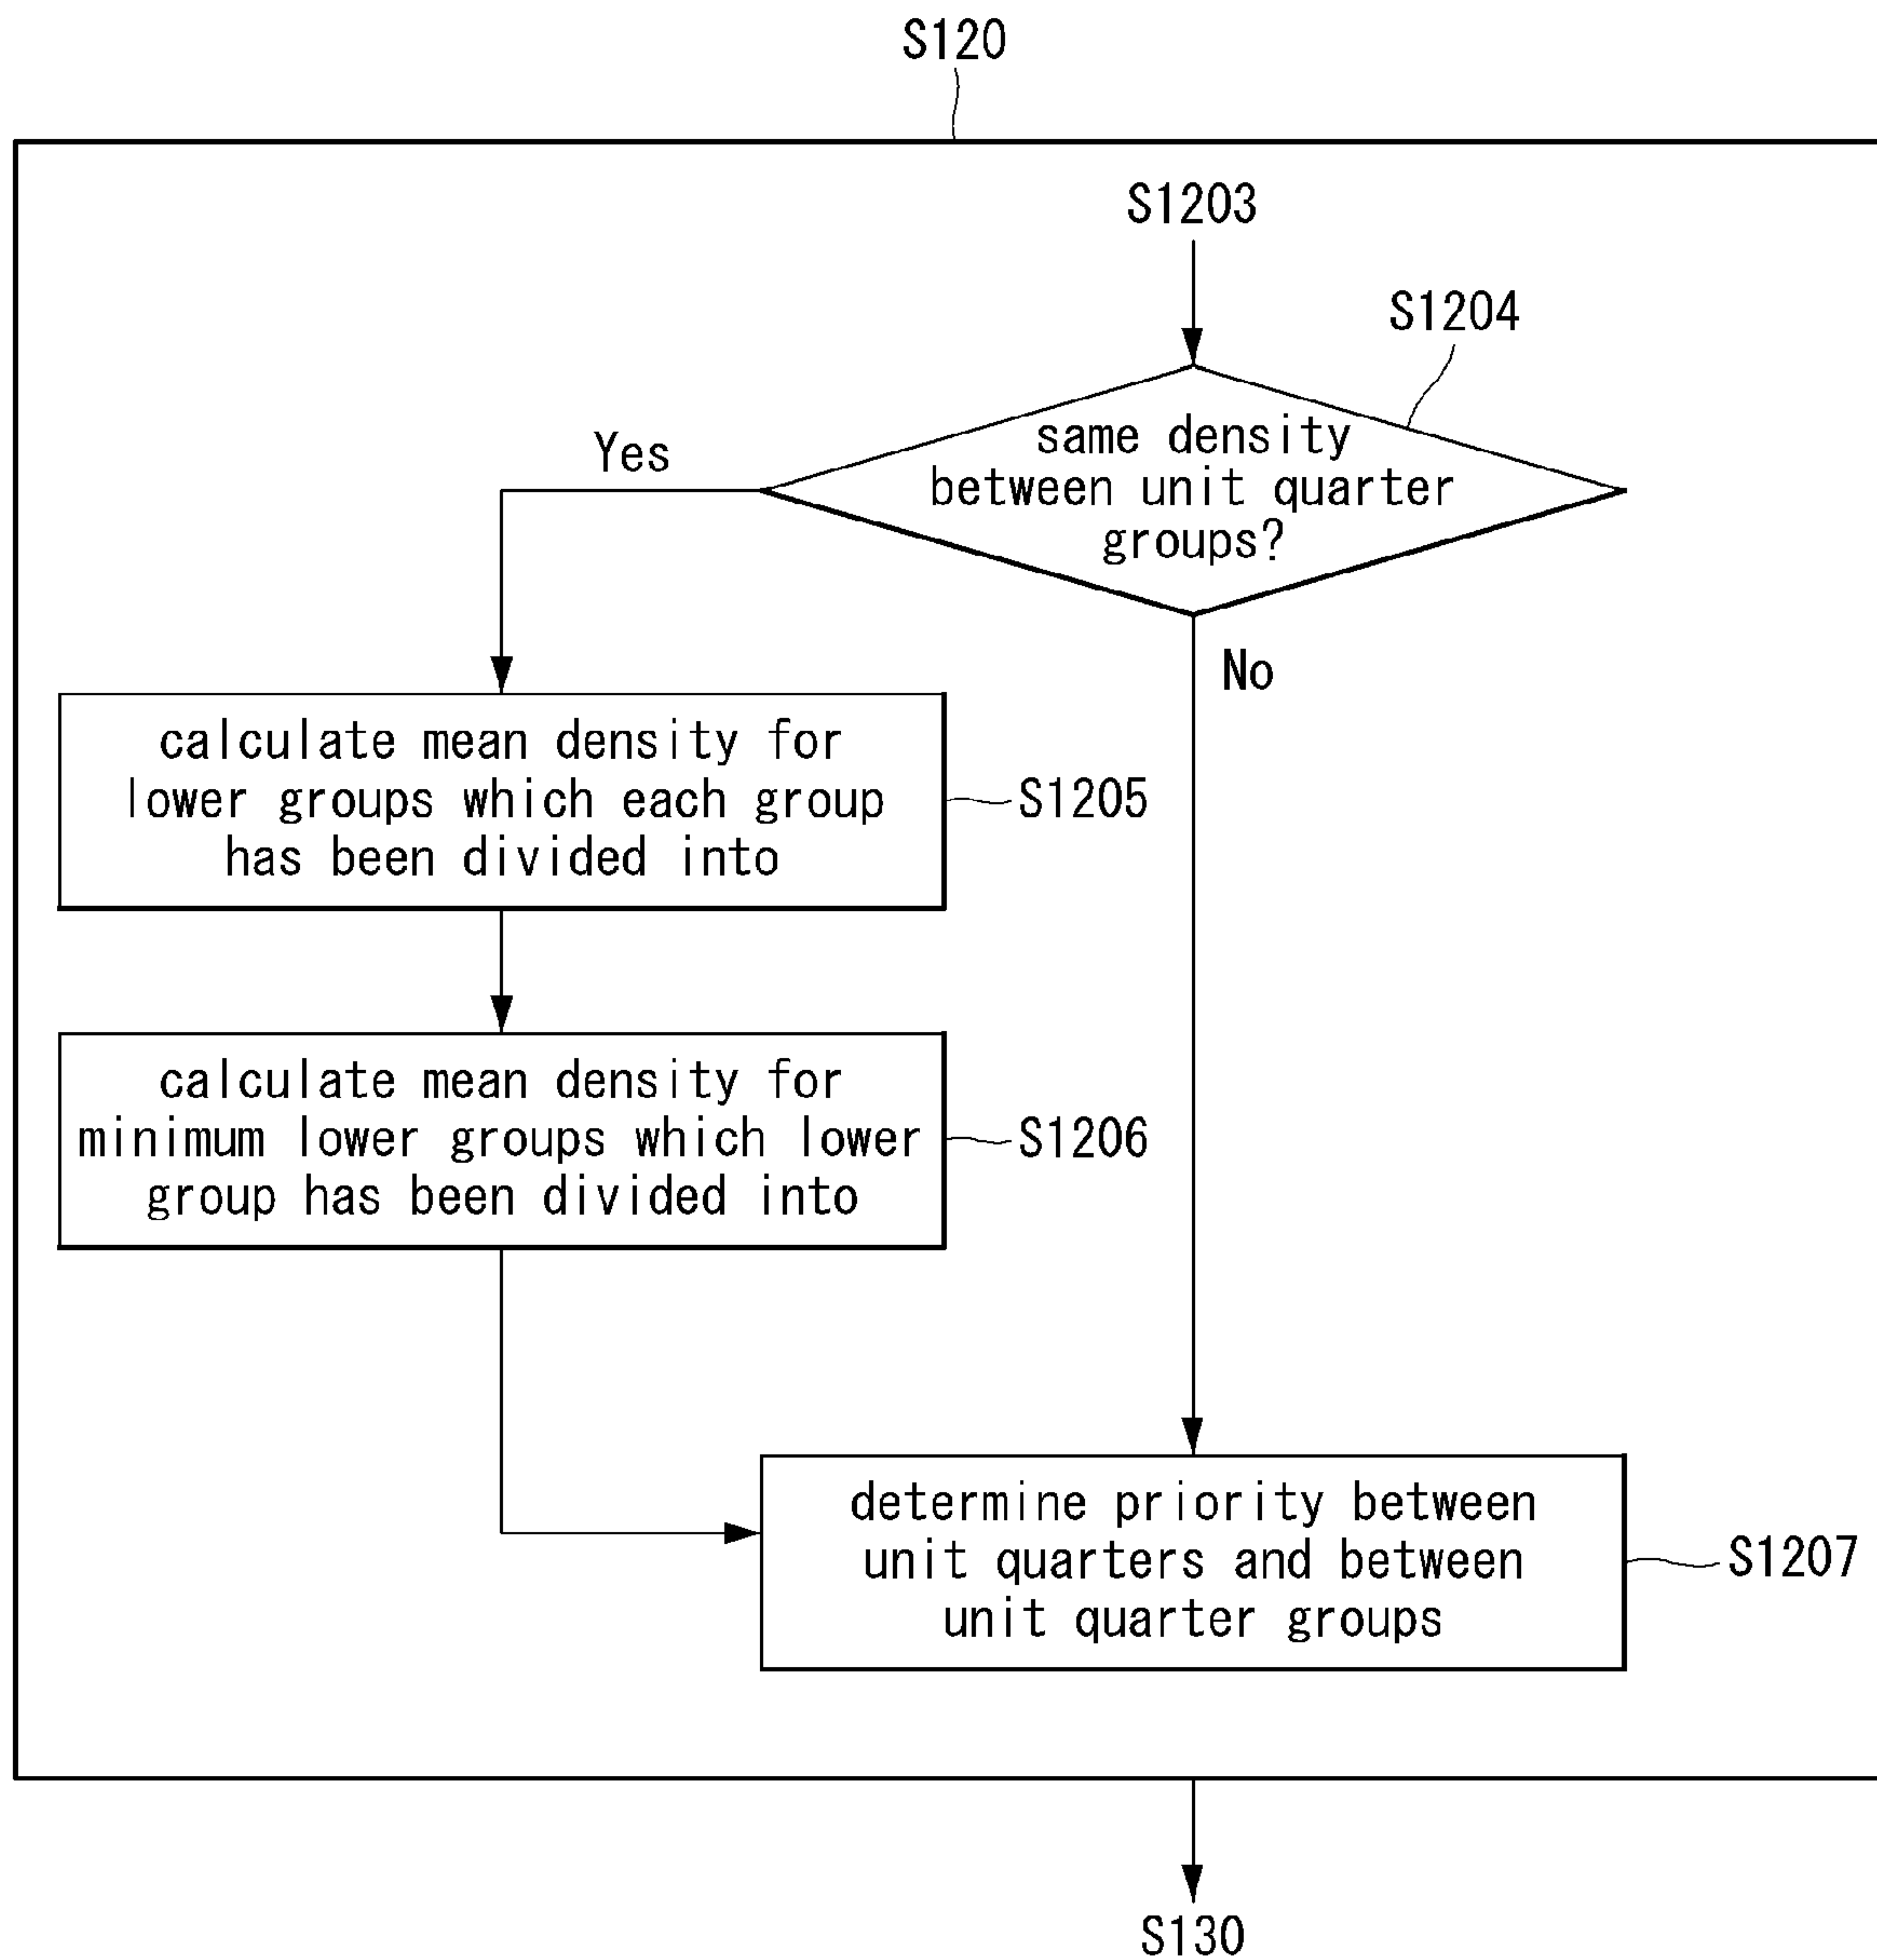 S120
S1203
S1204
same density
between unit quarter
groups?
Yes
No
calculate mean density for
lower groups which each group
has been divided into
S1205
calculate mean density for
minimum lower groups which lower
group has been divided into
S1206
determine priority between
unit quarters and between
unit quarter groups
S1207
S130